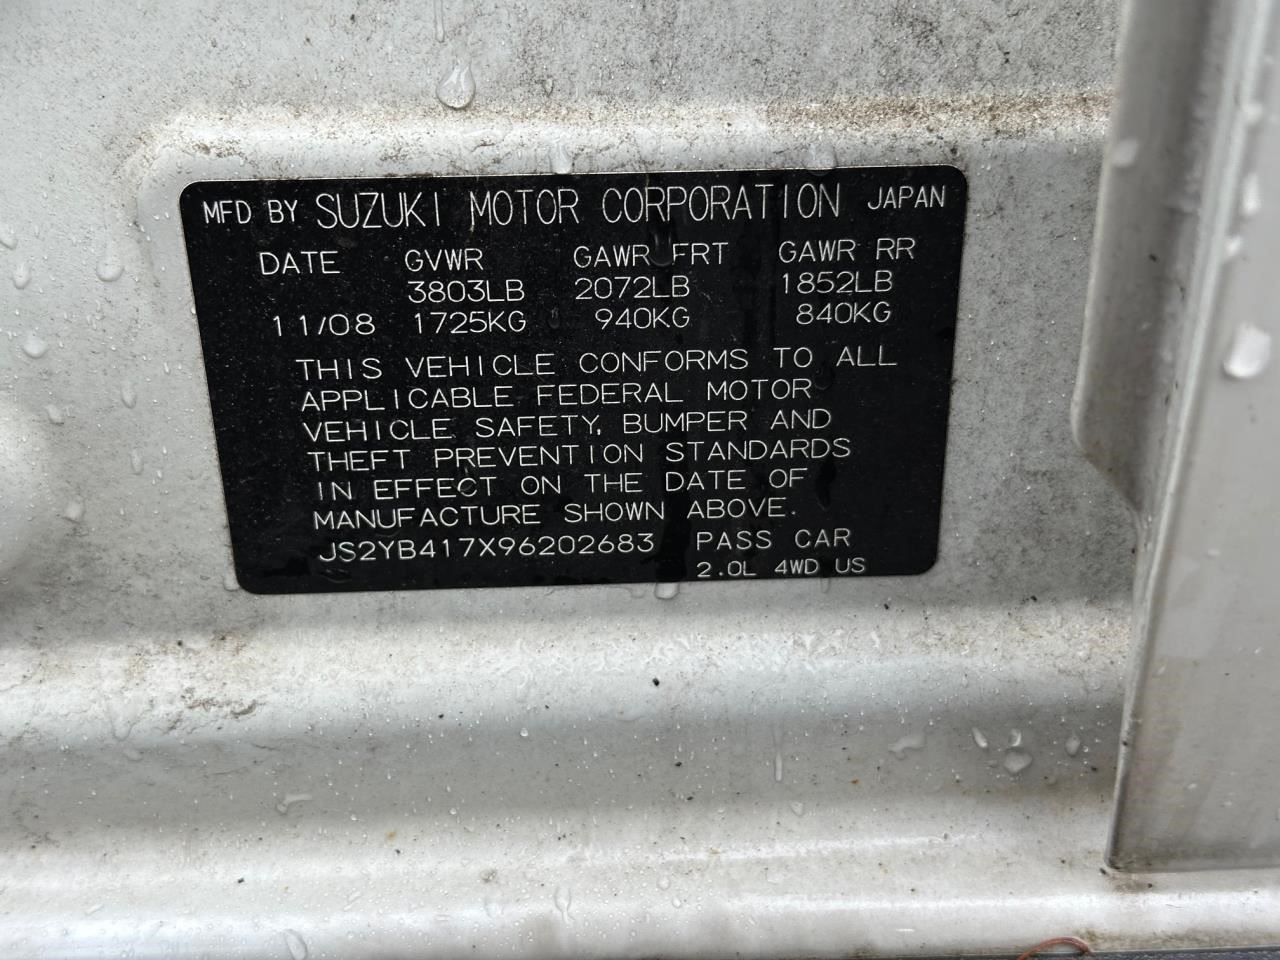 MFD BY SUZUKI MOTOR CORPORATION JAPAN
DATE GVWR GAWR FRT GAWR RR
3803LB 2072LB 1852LB
11/08 1725KG 940KG 840KG
THIS VEHICLE CONFORMS TO ALL
APPLICABLE FEDERAL MOTOR
VEHICLE SAFETY, BUMPER AND
THEFT PREVENTION STANDARDS
IN EFFECT ON THE DATE OF
MANUFACTURE SHOWN ABOVE.
JS2YB417X96202683 PASS CAR
2.0L 4WD US